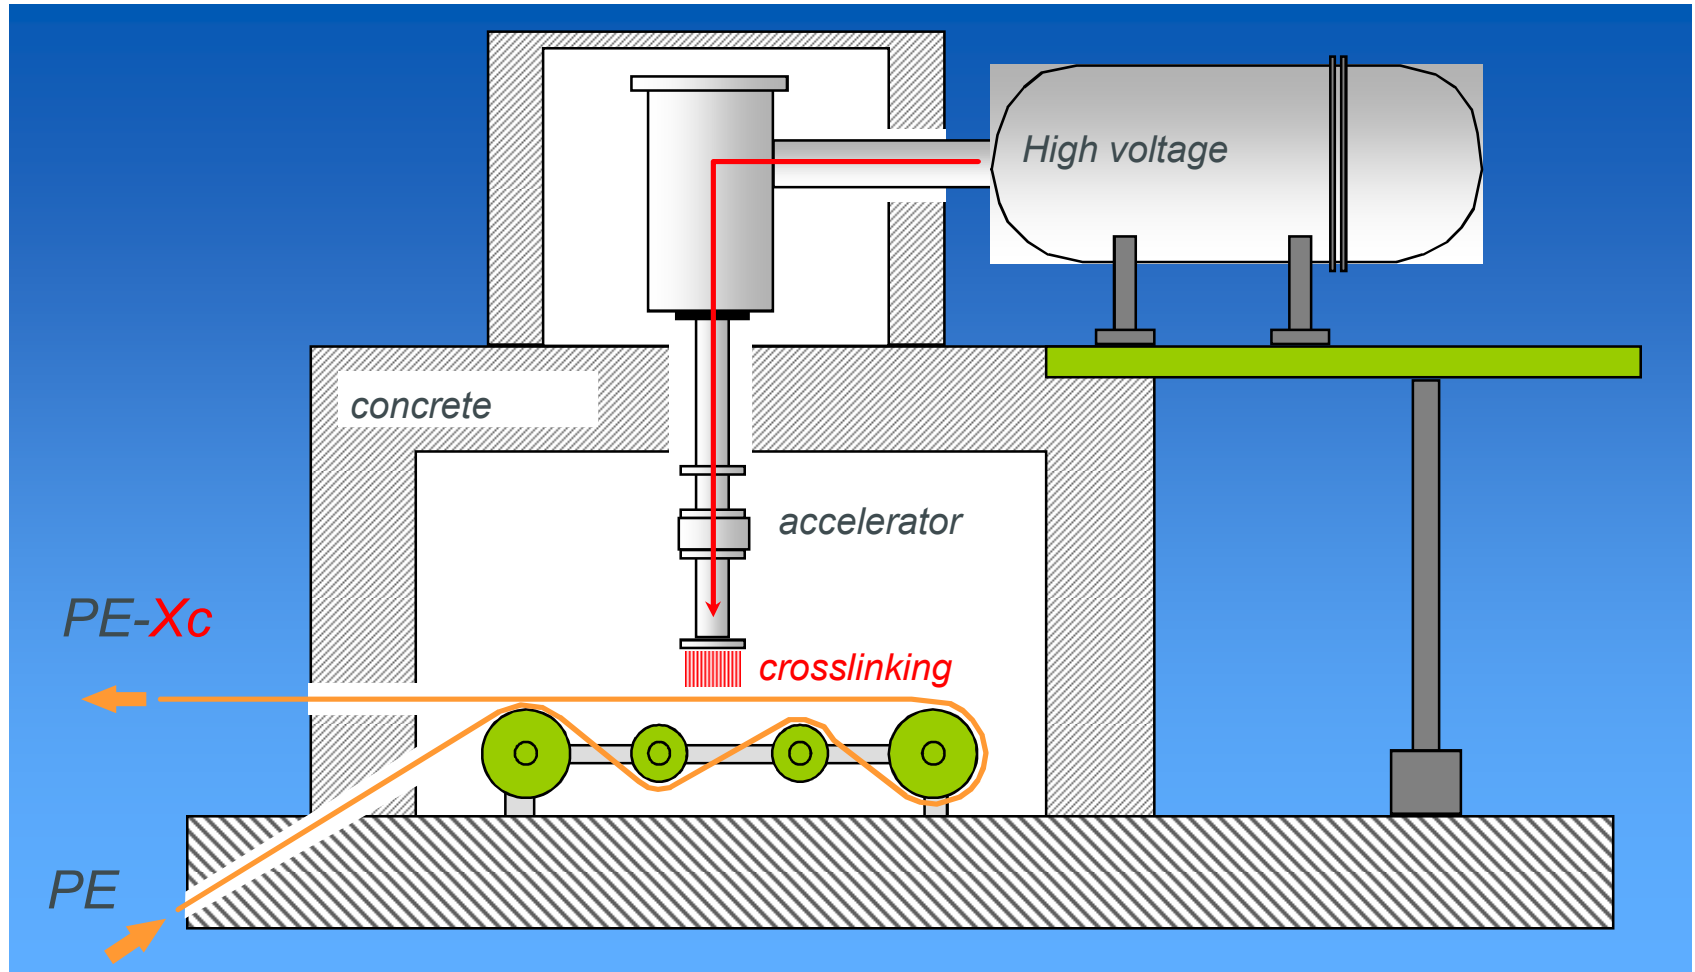 High voltage
concrete
accelerator
PE-Xc
crosslinking
PE